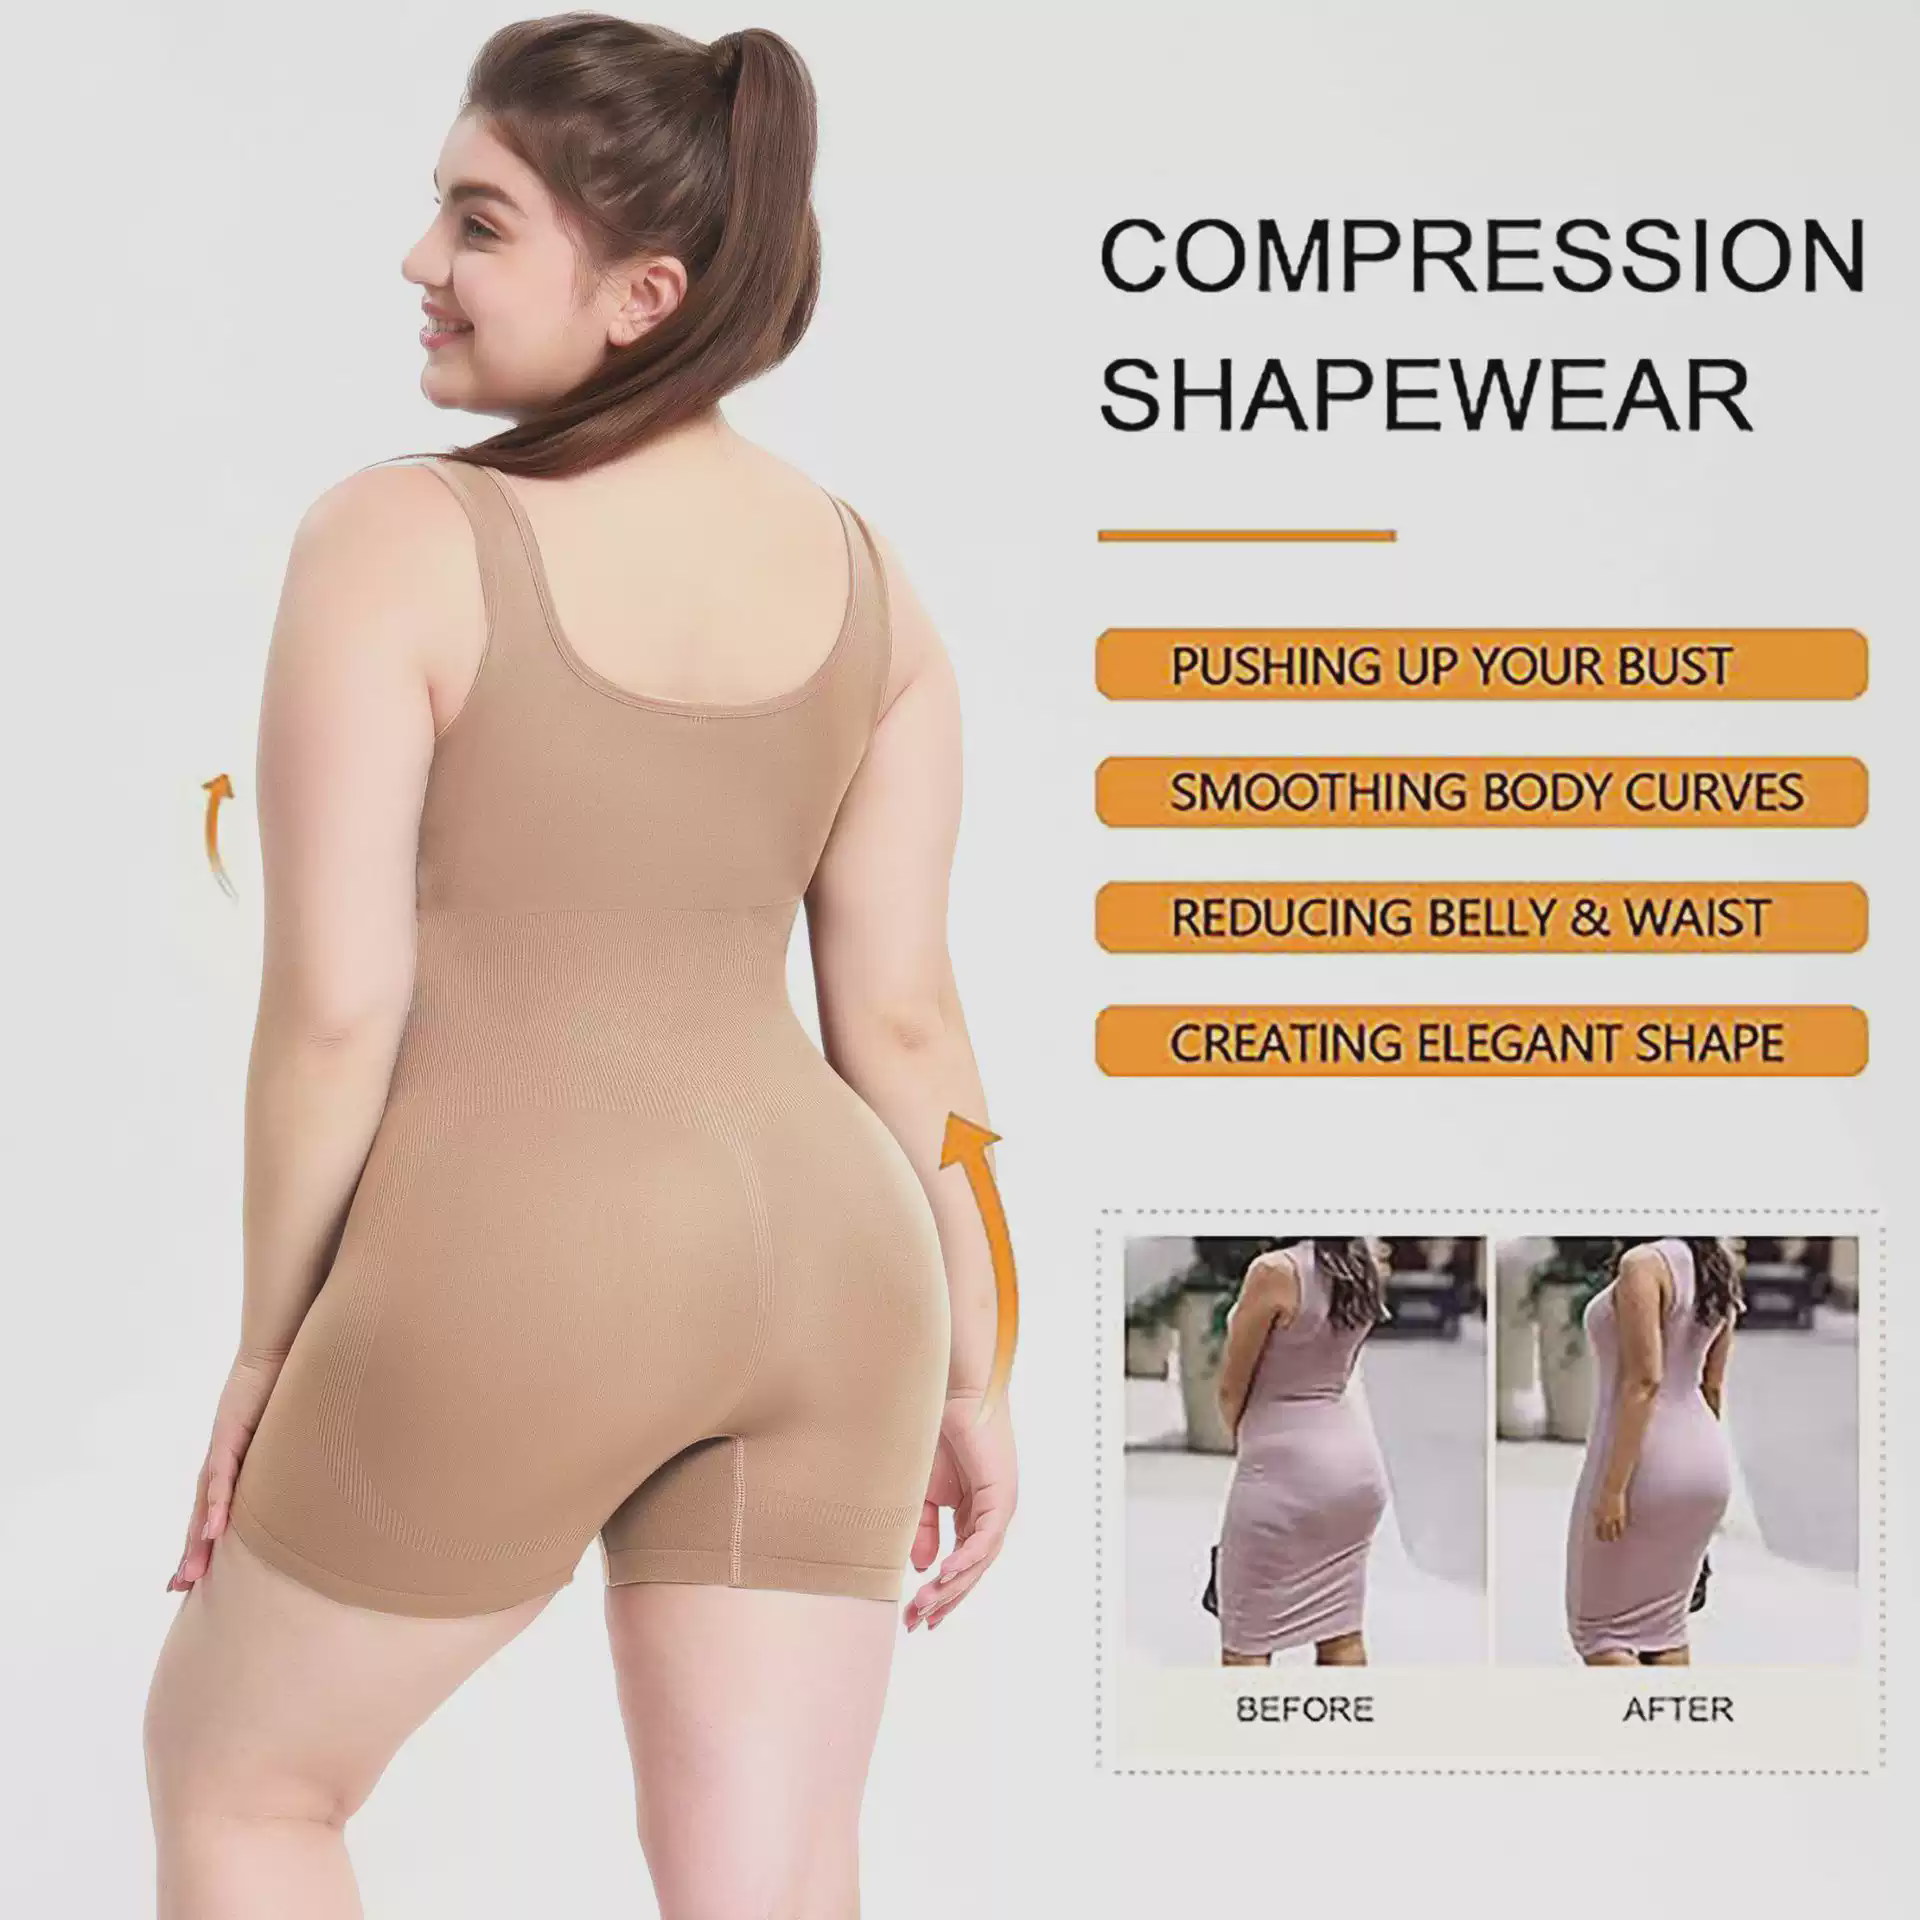 COMPRESSION
SHAPEWEAR
PUSHING UP YOUR BUST
SMOOTHING BODY CURVES
REDUCING BELLY & WAIST
CREATING ELEGANT SHAPE
BEFORE
AFTER